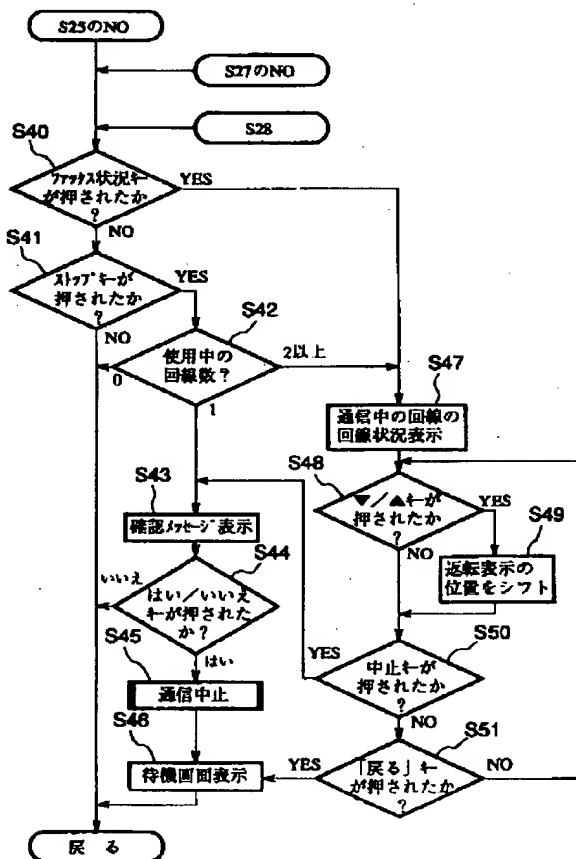 S25のNO
S27のNO
S28
S40
ファックス状況キー
が押されたか
?
YES
NO
S41
ストップキーが
押されたか
?
YES
NO
S42
使用中の
回線数?
0
1
2以上
S47
通信中の回線の
回線状況表示
S43
確認メッセージ表示
S48
▼/▲キーが
押されたか
?
YES
NO
S49
返転表示の
位置をシフト
S44
はい/いいえ
キーが押された
か?
いいえ
はい
S45
通信中止
S50
中止キーが
押されたか
?
YES
NO
S46
待機画面表示
S51
「戻る」キー
が押されたか
?
YES
NO
戻る